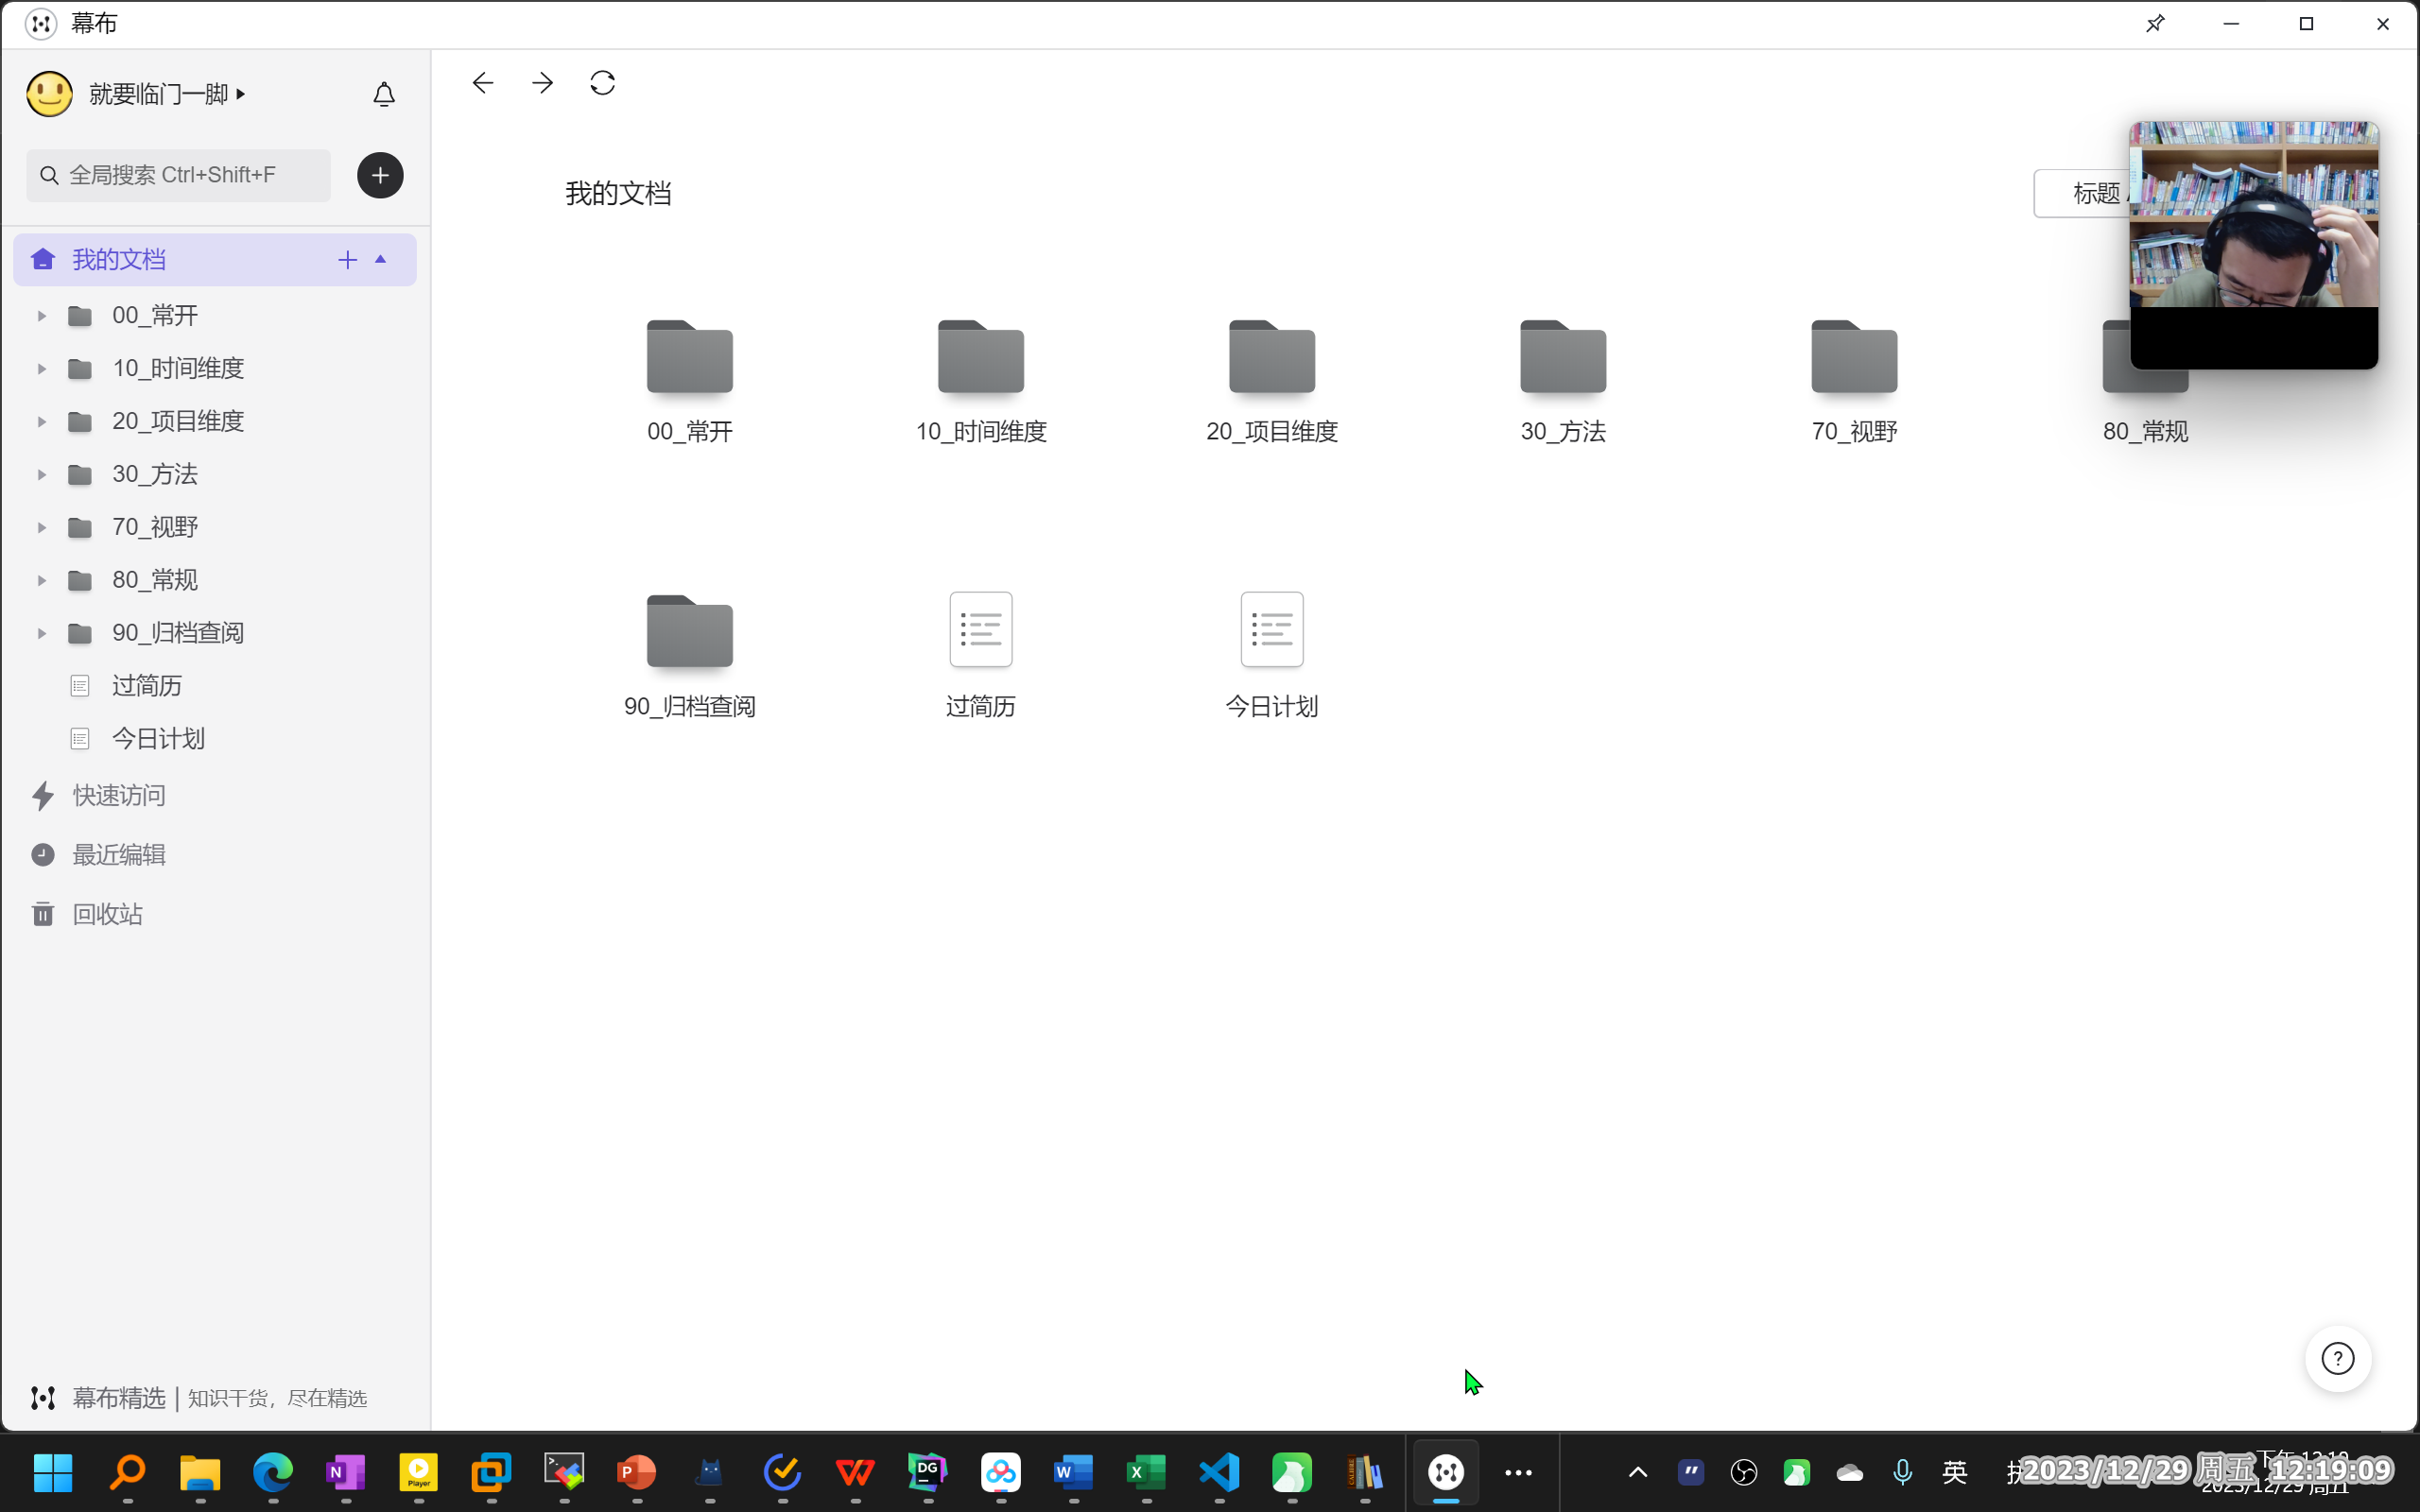 幕布
就要临门一脚
全局搜索 Ctrl+Shift+F
我的文档
00_常开
10_时间维度
20_项目维度
30_方法
70_视野
80_常规
90_归档查阅
过简历
今日计划
快速访问
最近编辑
回收站
幕布精选 | 知识干货，尽在精选
我的文档
标题
00_常开
10_时间维度
20_项目维度
30_方法
70_视野
80_常规
90_归档查阅
过简历
今日计划
英
2023/12/29 周五 12:19:09